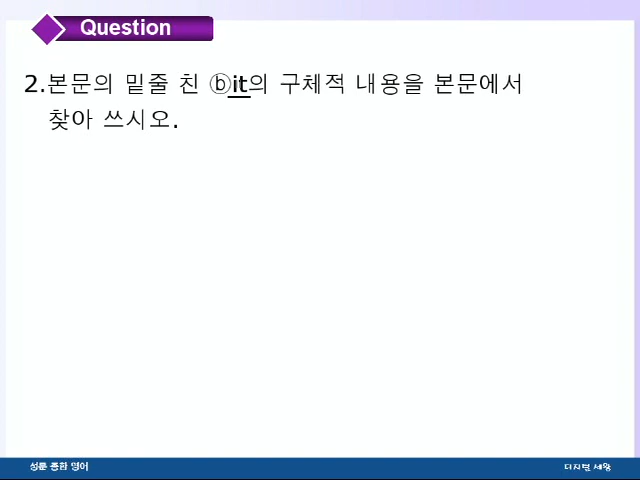 Question
2.본문의 밑줄 친 ⓑit의 구체적 내용을 본문에서
찾아 쓰시오.
성문 종합 영어
디지털 세왕